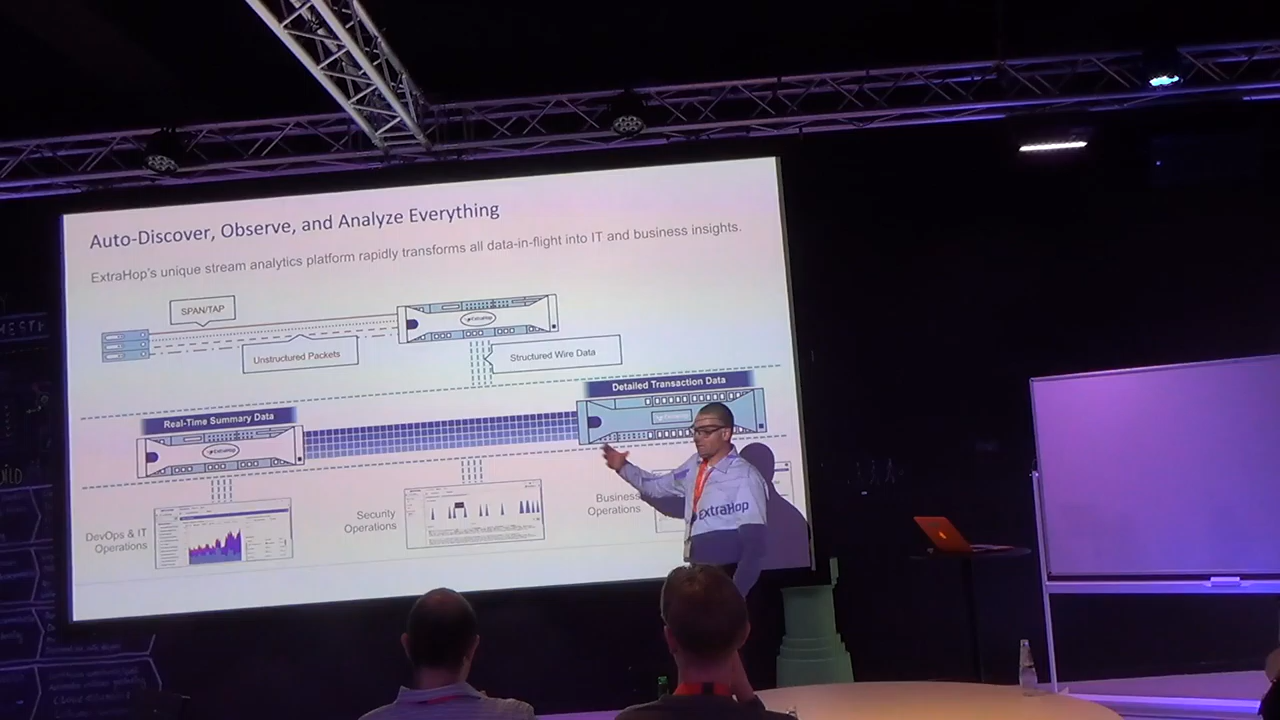 Auto-Discover, Observe, and Analyze Everything
ExtraHop's unique stream analytics platform rapidly transforms all data-in-flight into IT and business insights.
SPAN/TAP
ExtraHop
Unstructured Packets
Structured Wire Data
Detailed Transaction Data
Real-Time Summary Data
ExtraHop
DevOps & IT
Operations
Security
Operations
Business
Operations
ExtraHop